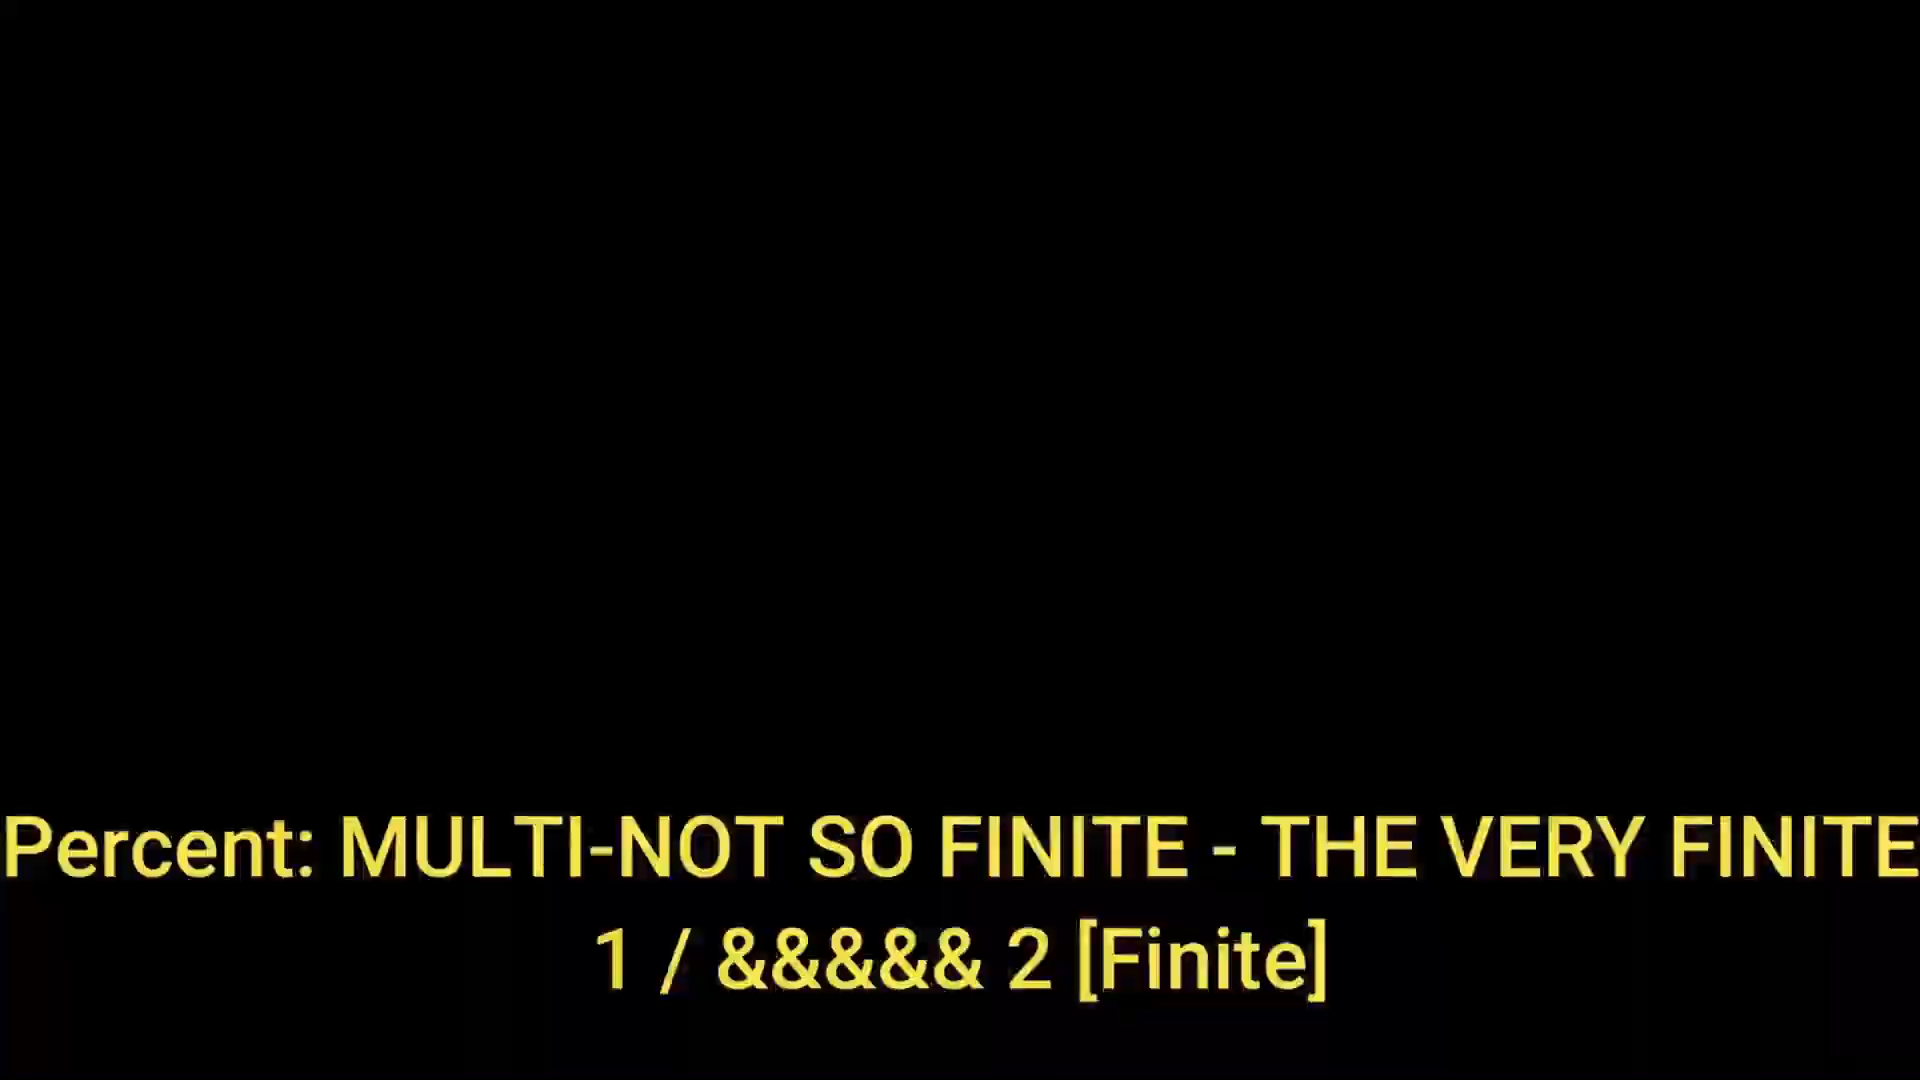 Percent: MULTI-NOT SO FINITE - THE VERY FINITE
1 / &&&&& 2 [Finite]